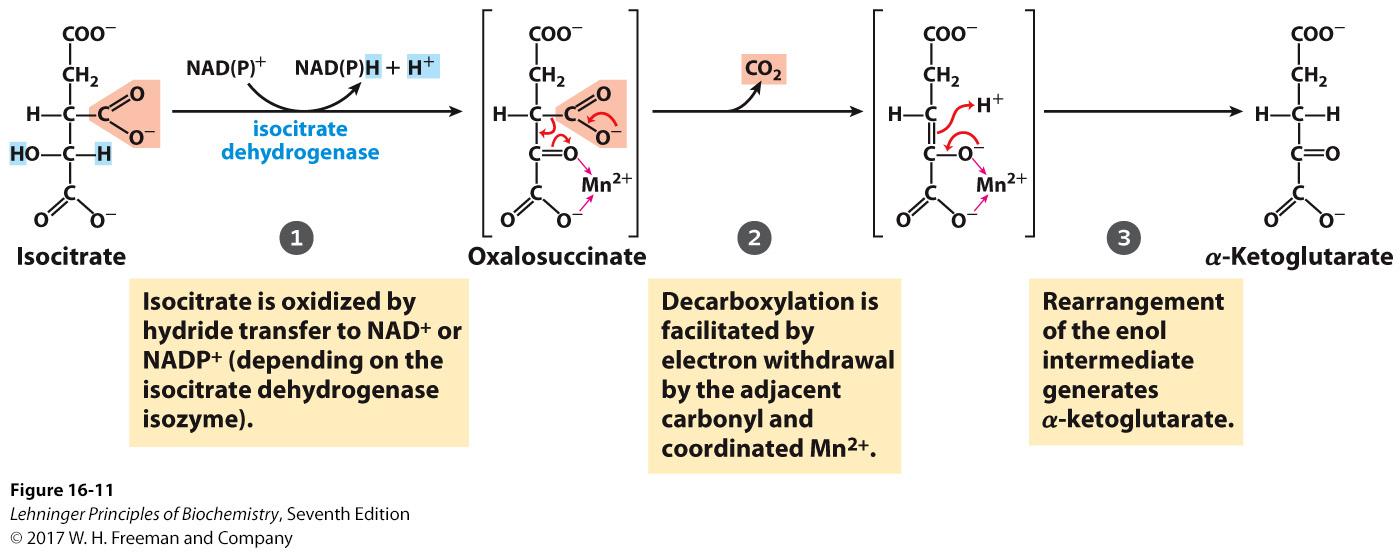 COO⁻
CH₂
H—C—C
O
O⁻
HO—C—H
C
O
O⁻
Isocitrate
NAD(P)⁺
NAD(P)H + H⁺
isocitrate
dehydrogenase
1
Isocitrate is oxidized by
hydride transfer to NAD⁺ or
NADP⁺ (depending on the
isocitrate dehydrogenase
isozyme).
COO⁻
CH₂
H—C—C
O
O⁻
C=O
Mn²⁺
C
O
O⁻
Oxalosuccinate
CO₂
2
Decarboxylation is
facilitated by
electron withdrawal
by the adjacent
carbonyl and
coordinated Mn²⁺.
COO⁻
CH₂
H—C
H⁺
C—O⁻
Mn²⁺
C
O
O⁻
3
Rearrangement
of the enol
intermediate
generates
α-ketoglutarate.
COO⁻
CH₂
H—C—H
C=O
C
O
O⁻
α-Ketoglutarate
Figure 16-11
Lehninger Principles of Biochemistry, Seventh Edition
© 2017 W. H. Freeman and Company